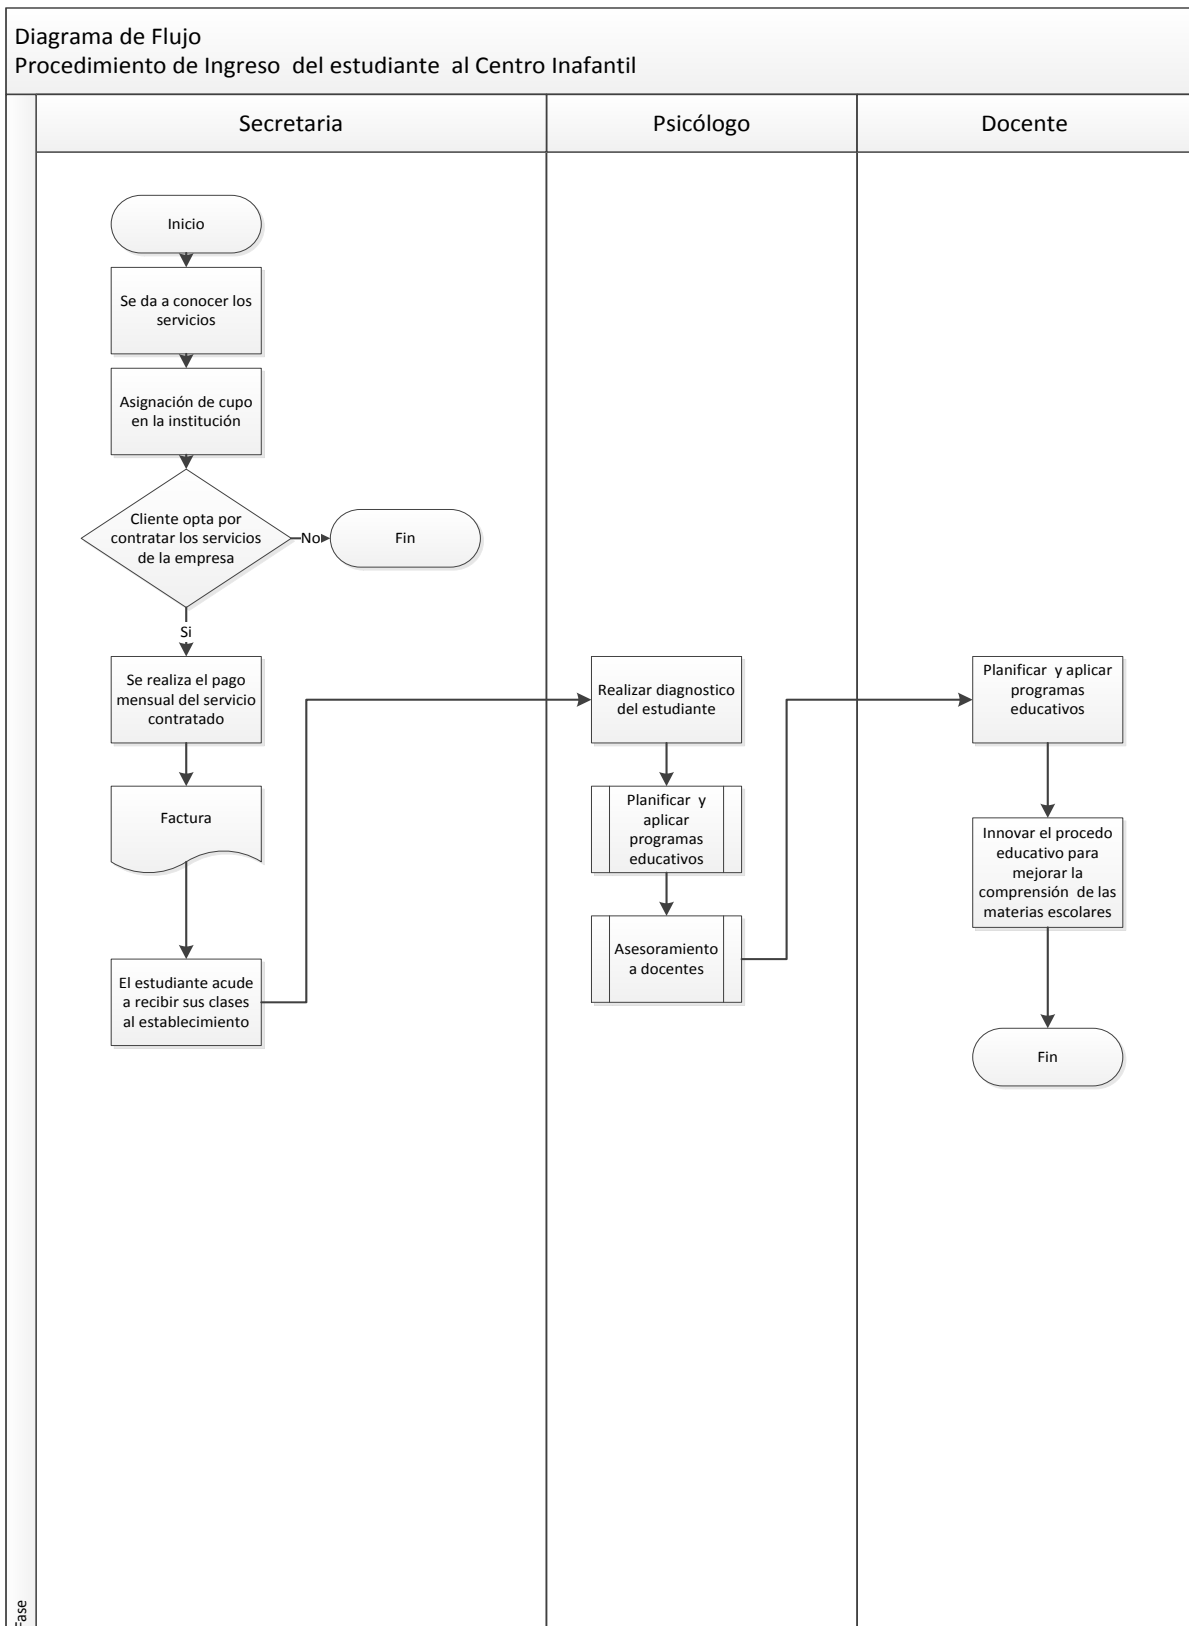 Diagrama de Flujo
Procedimiento de Ingreso del estudiante al Centro Inafantil
Secretaria
Psicólogo
Docente
Inicio
Se da a conocer los
servicios
Asignación de cupo
en la institución
Cliente opta por
contratar los servicios
de la empresa
No
Fin
Si
Se realiza el pago
mensual del servicio
contratado
Factura
El estudiante acude
a recibir sus clases
al establecimiento
Realizar diagnostico
del estudiante
Planificar y
aplicar
programas
educativos
Asesoramiento
a docentes
Planificar y aplicar
programas
educativos
Innovar el procedo
educativo para
mejorar la
comprensión de las
materias escolares
Fin
Fase